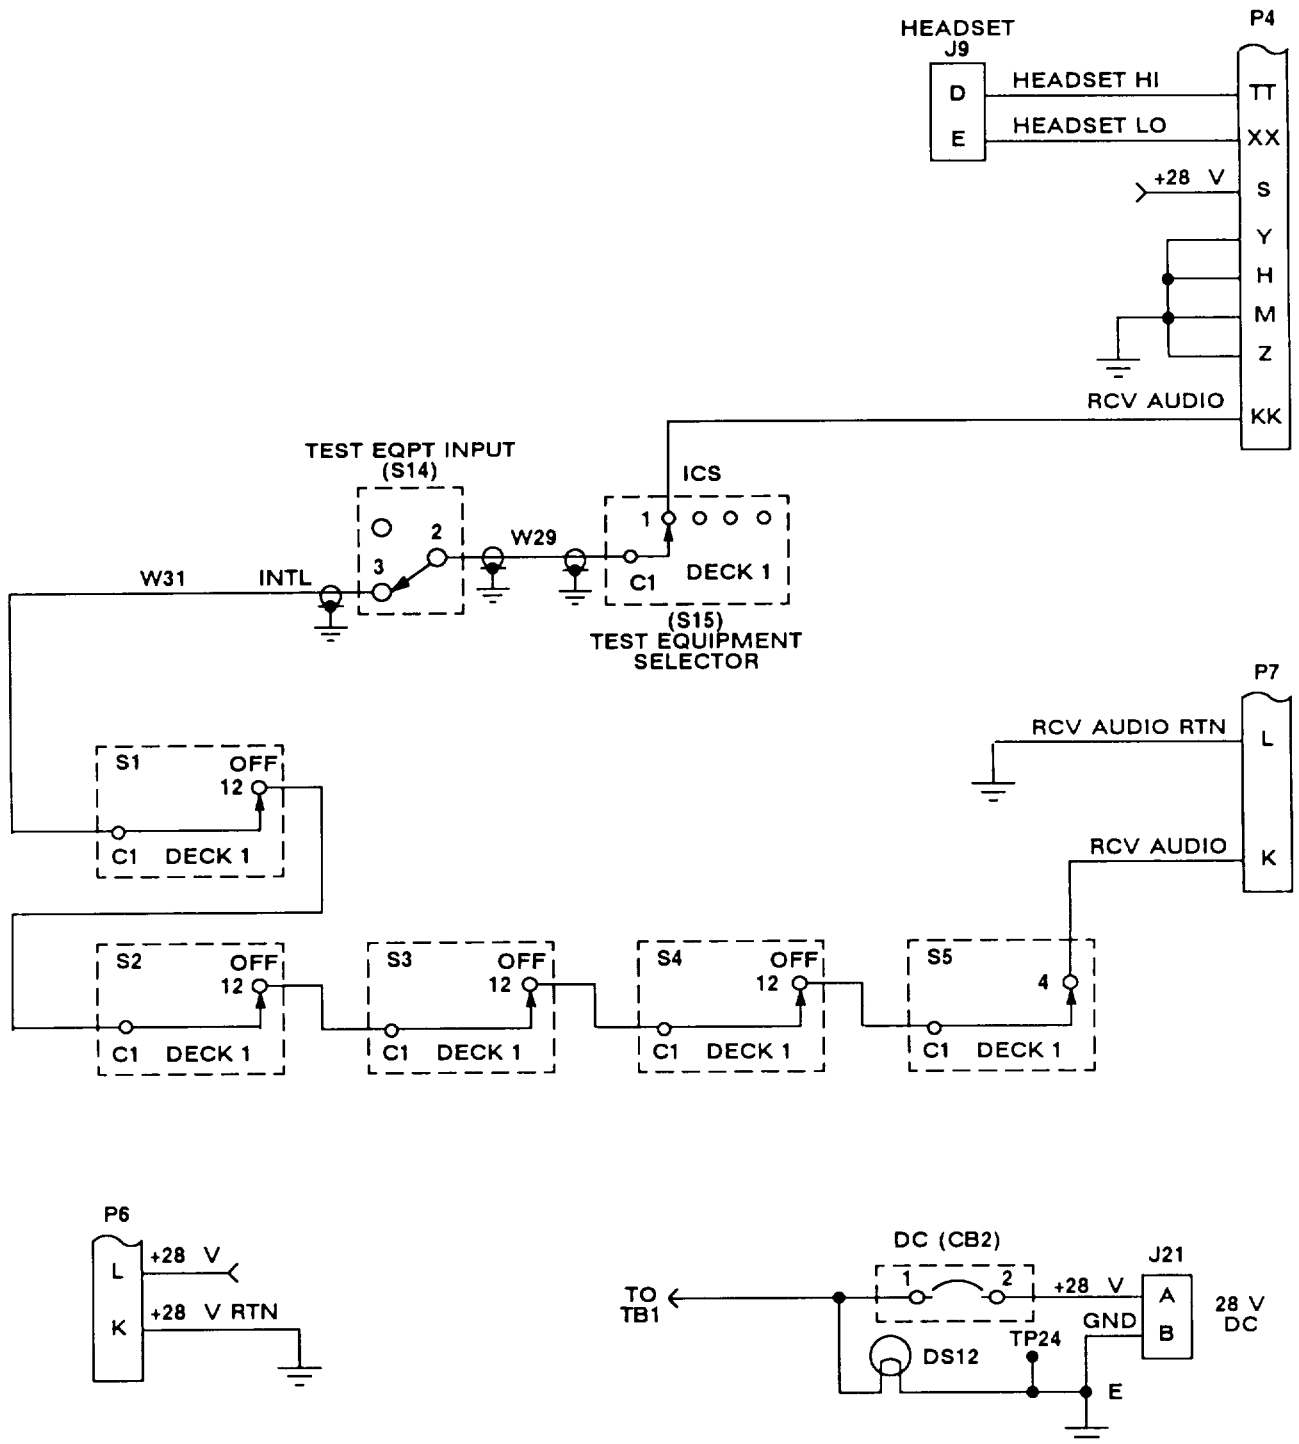 HEADSET
J9
P4
D HEADSET HI TT
E HEADSET LO XX
+28 V S
Y
H
M
Z
RCV AUDIO KK
TEST EQPT INPUT
(S14)
ICS
1
2
W29
3
C1 DECK 1
W31 INTL
(S15)
TEST EQUIPMENT
SELECTOR
P7
RCV AUDIO RTN L
S1 OFF
12
C1 DECK 1
RCV AUDIO K
S2 OFF
12
C1 DECK 1
S3 OFF
12
C1 DECK 1
S4 OFF
12
C1 DECK 1
S5
4
C1 DECK 1
P6
L +28 V
K +28 V RTN
DC (CB2)
J21
1 2
TO
TB1
+28 V A
28 V
DC
GND B
TP24
DS12
E